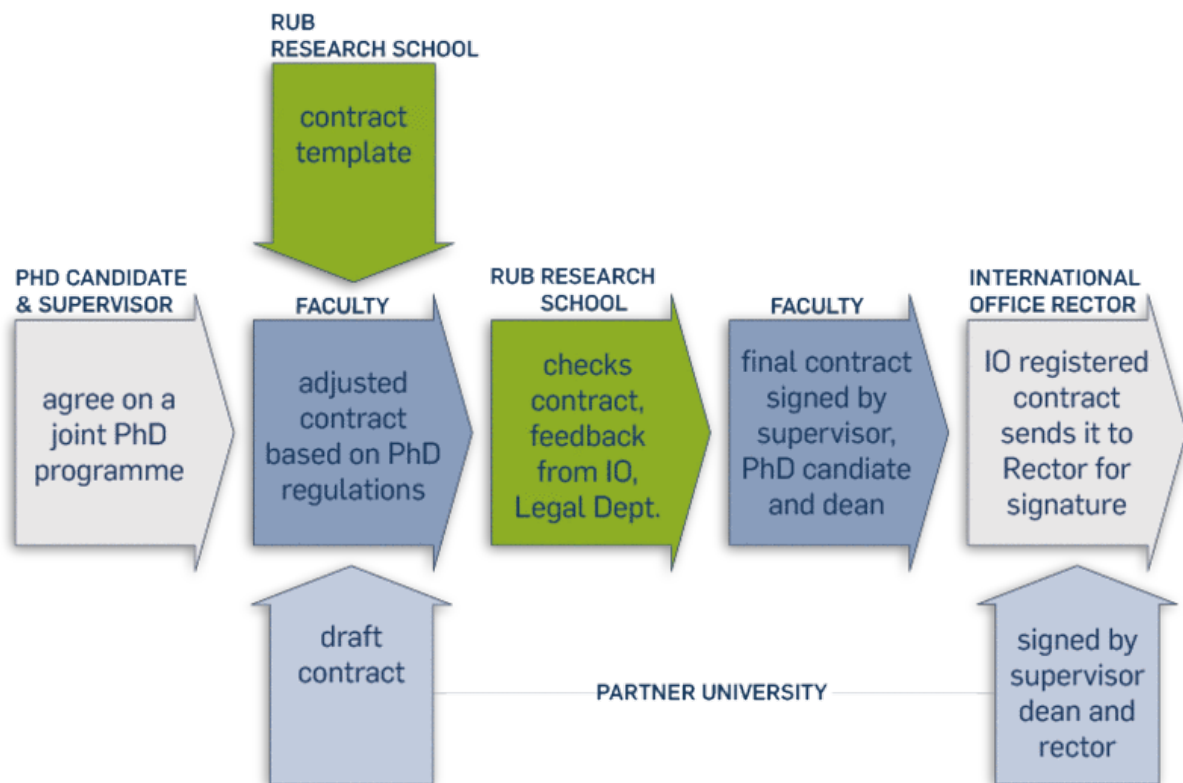 RUB
RESEARCH SCHOOL
contract
template
PHD CANDIDATE
& SUPERVISOR
agree on a
joint PhD
programme
FACULTY
adjusted
contract
based on PhD
regulations
RUB RESEARCH
SCHOOL
checks
contract,
feedback
from IO,
Legal Dept.
FACULTY
final contract
signed by
supervisor,
PhD candiate
and dean
INTERNATIONAL
OFFICE RECTOR
IO registered
contract
sends it to
Rector for
signature
draft
contract
PARTNER UNIVERSITY
signed by
supervisor
dean and
rector